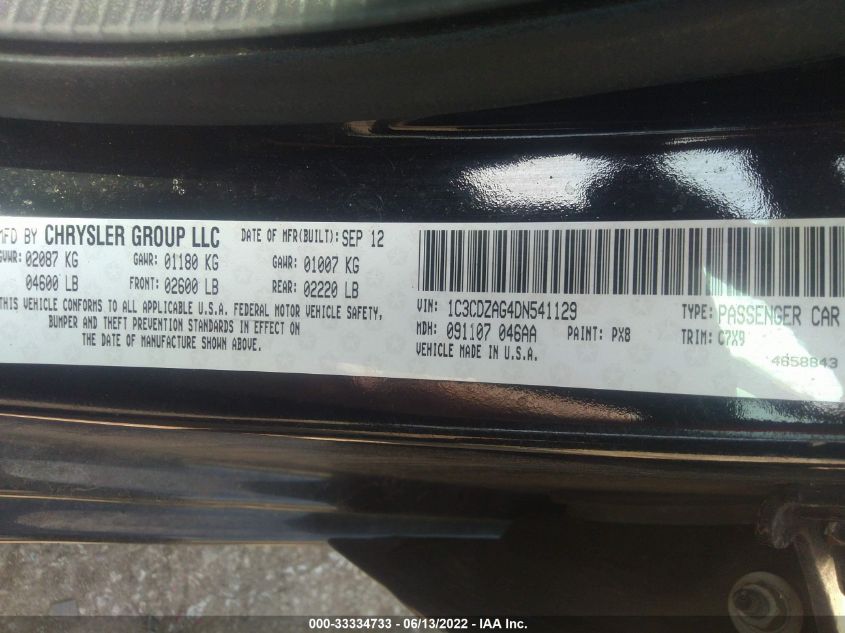 MFD BY CHRYSLER GROUP LLC DATE OF MFR(BUILT): SEP 12
GVWR: 02087 KG GAWR: 01180 KG GAWR: 01007 KG
04600 LB FRONT: 02600 LB REAR: 02220 LB
THIS VEHICLE CONFORMS TO ALL APPLICABLE U.S.A. FEDERAL MOTOR VEHICLE SAFETY,
BUMPER AND THEFT PREVENTION STANDARDS IN EFFECT ON
THE DATE OF MANUFACTURE SHOWN ABOVE.
VIN: 1C3CDZAG4DN541129 TYPE: PASSENGER CAR
MDH: 091107 046AA PAINT: PX8 TRIM: C7X9
VEHICLE MADE IN U.S.A. 4658843
000-33334733 - 06/13/2022 - IAA Inc.